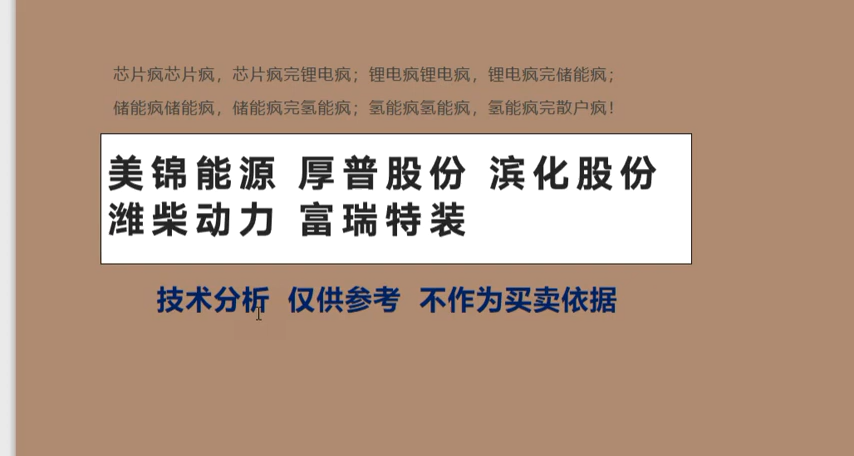 芯片疯芯片疯，芯片疯完锂电疯；锂电疯锂电疯，锂电疯完储能疯；
储能疯储能疯，储能疯完氢能疯；氢能疯氢能疯，氢能疯完散户疯！
美锦能源 厚普股份 滨化股份
潍柴动力 富瑞特装
技术分析 仅供参考 不作为买卖依据